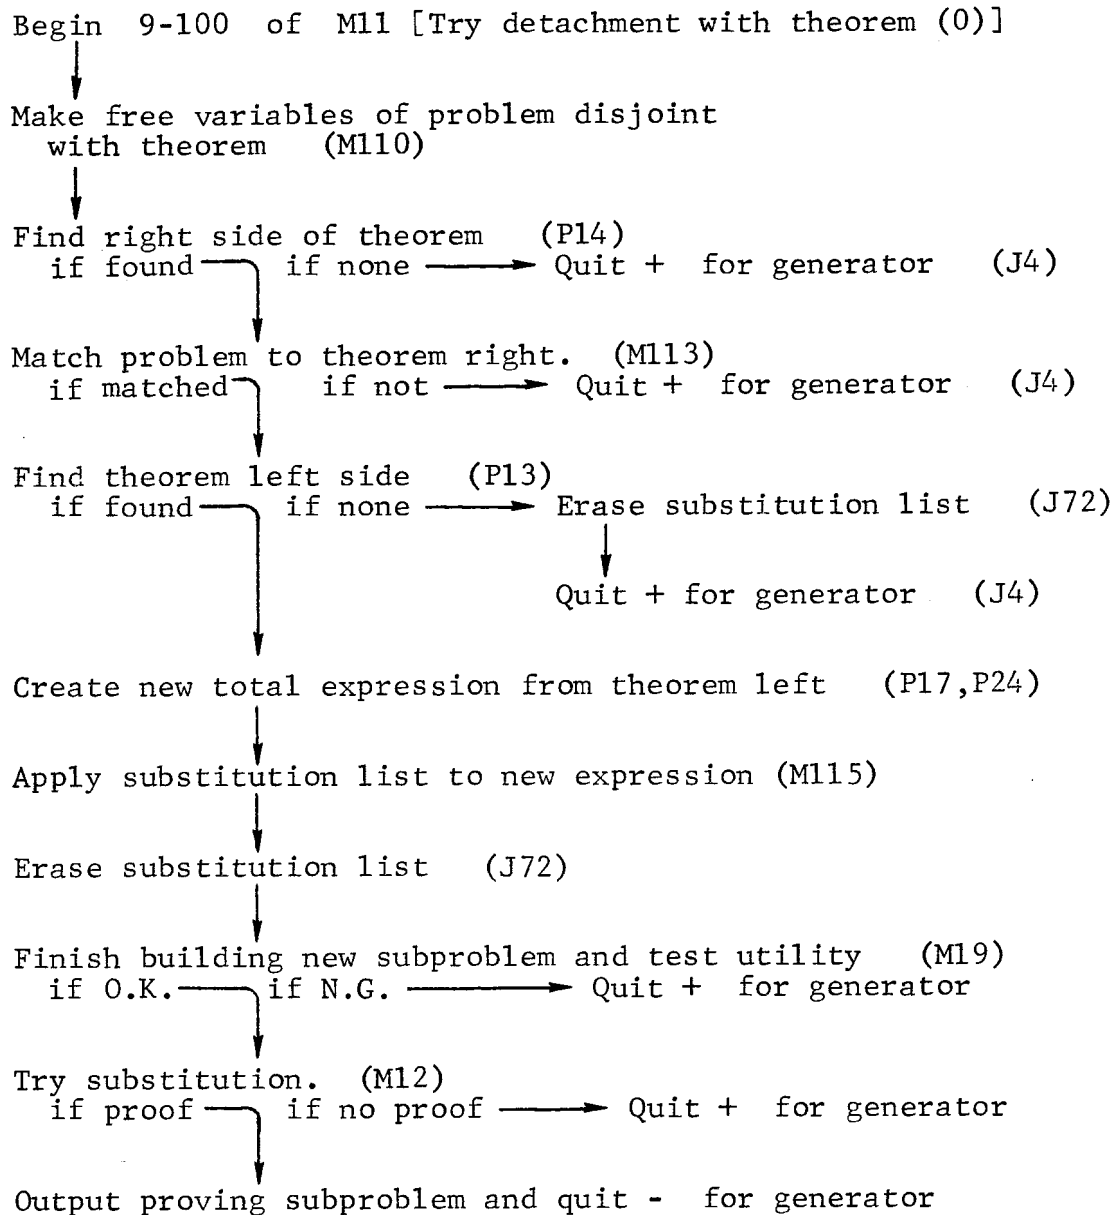 Begin 9-100 of M11 [Try detachment with theorem (0)]
Make free variables of problem disjoint
with theorem (M110)
Find right side of theorem (P14)
if found if none Quit + for generator (J4)
Match problem to theorem right. (M113)
if matched if not Quit + for generator (J4)
Find theorem left side (P13)
if found if none Erase substitution list (J72)
Quit + for generator (J4)
Create new total expression from theorem left (P17,P24)
Apply substitution list to new expression (M115)
Erase substitution list (J72)
Finish building new subproblem and test utility (M19)
if O.K. if N.G. Quit + for generator
Try substitution. (M12)
if proof if no proof Quit + for generator
Output proving subproblem and quit - for generator